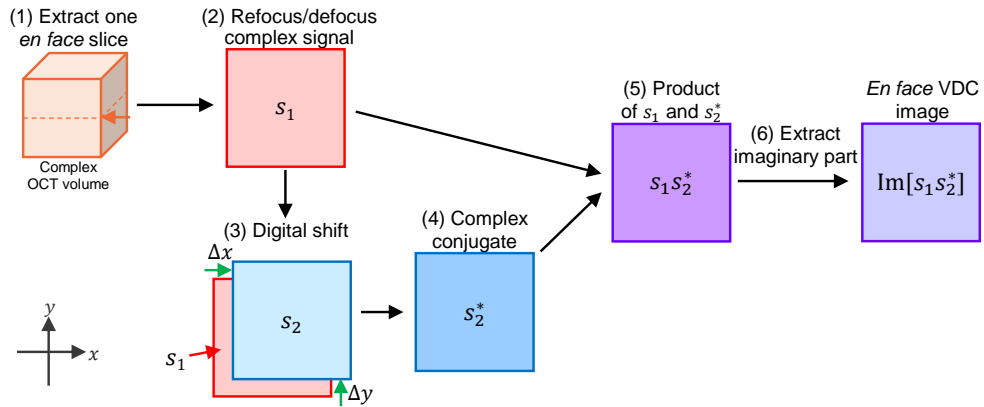 (1) Extract one
en face slice
Complex
OCT volume
(2) Refocus/defocus
complex signal
s₁
(3) Digital shift
Δx
s₂
s₁
Δy
y
x
(4) Complex
conjugate
s₂*
(5) Product
of s₁ and s₂*
s₁s₂*
(6) Extract
imaginary part
En face VDC
image
Im[s₁s₂*]